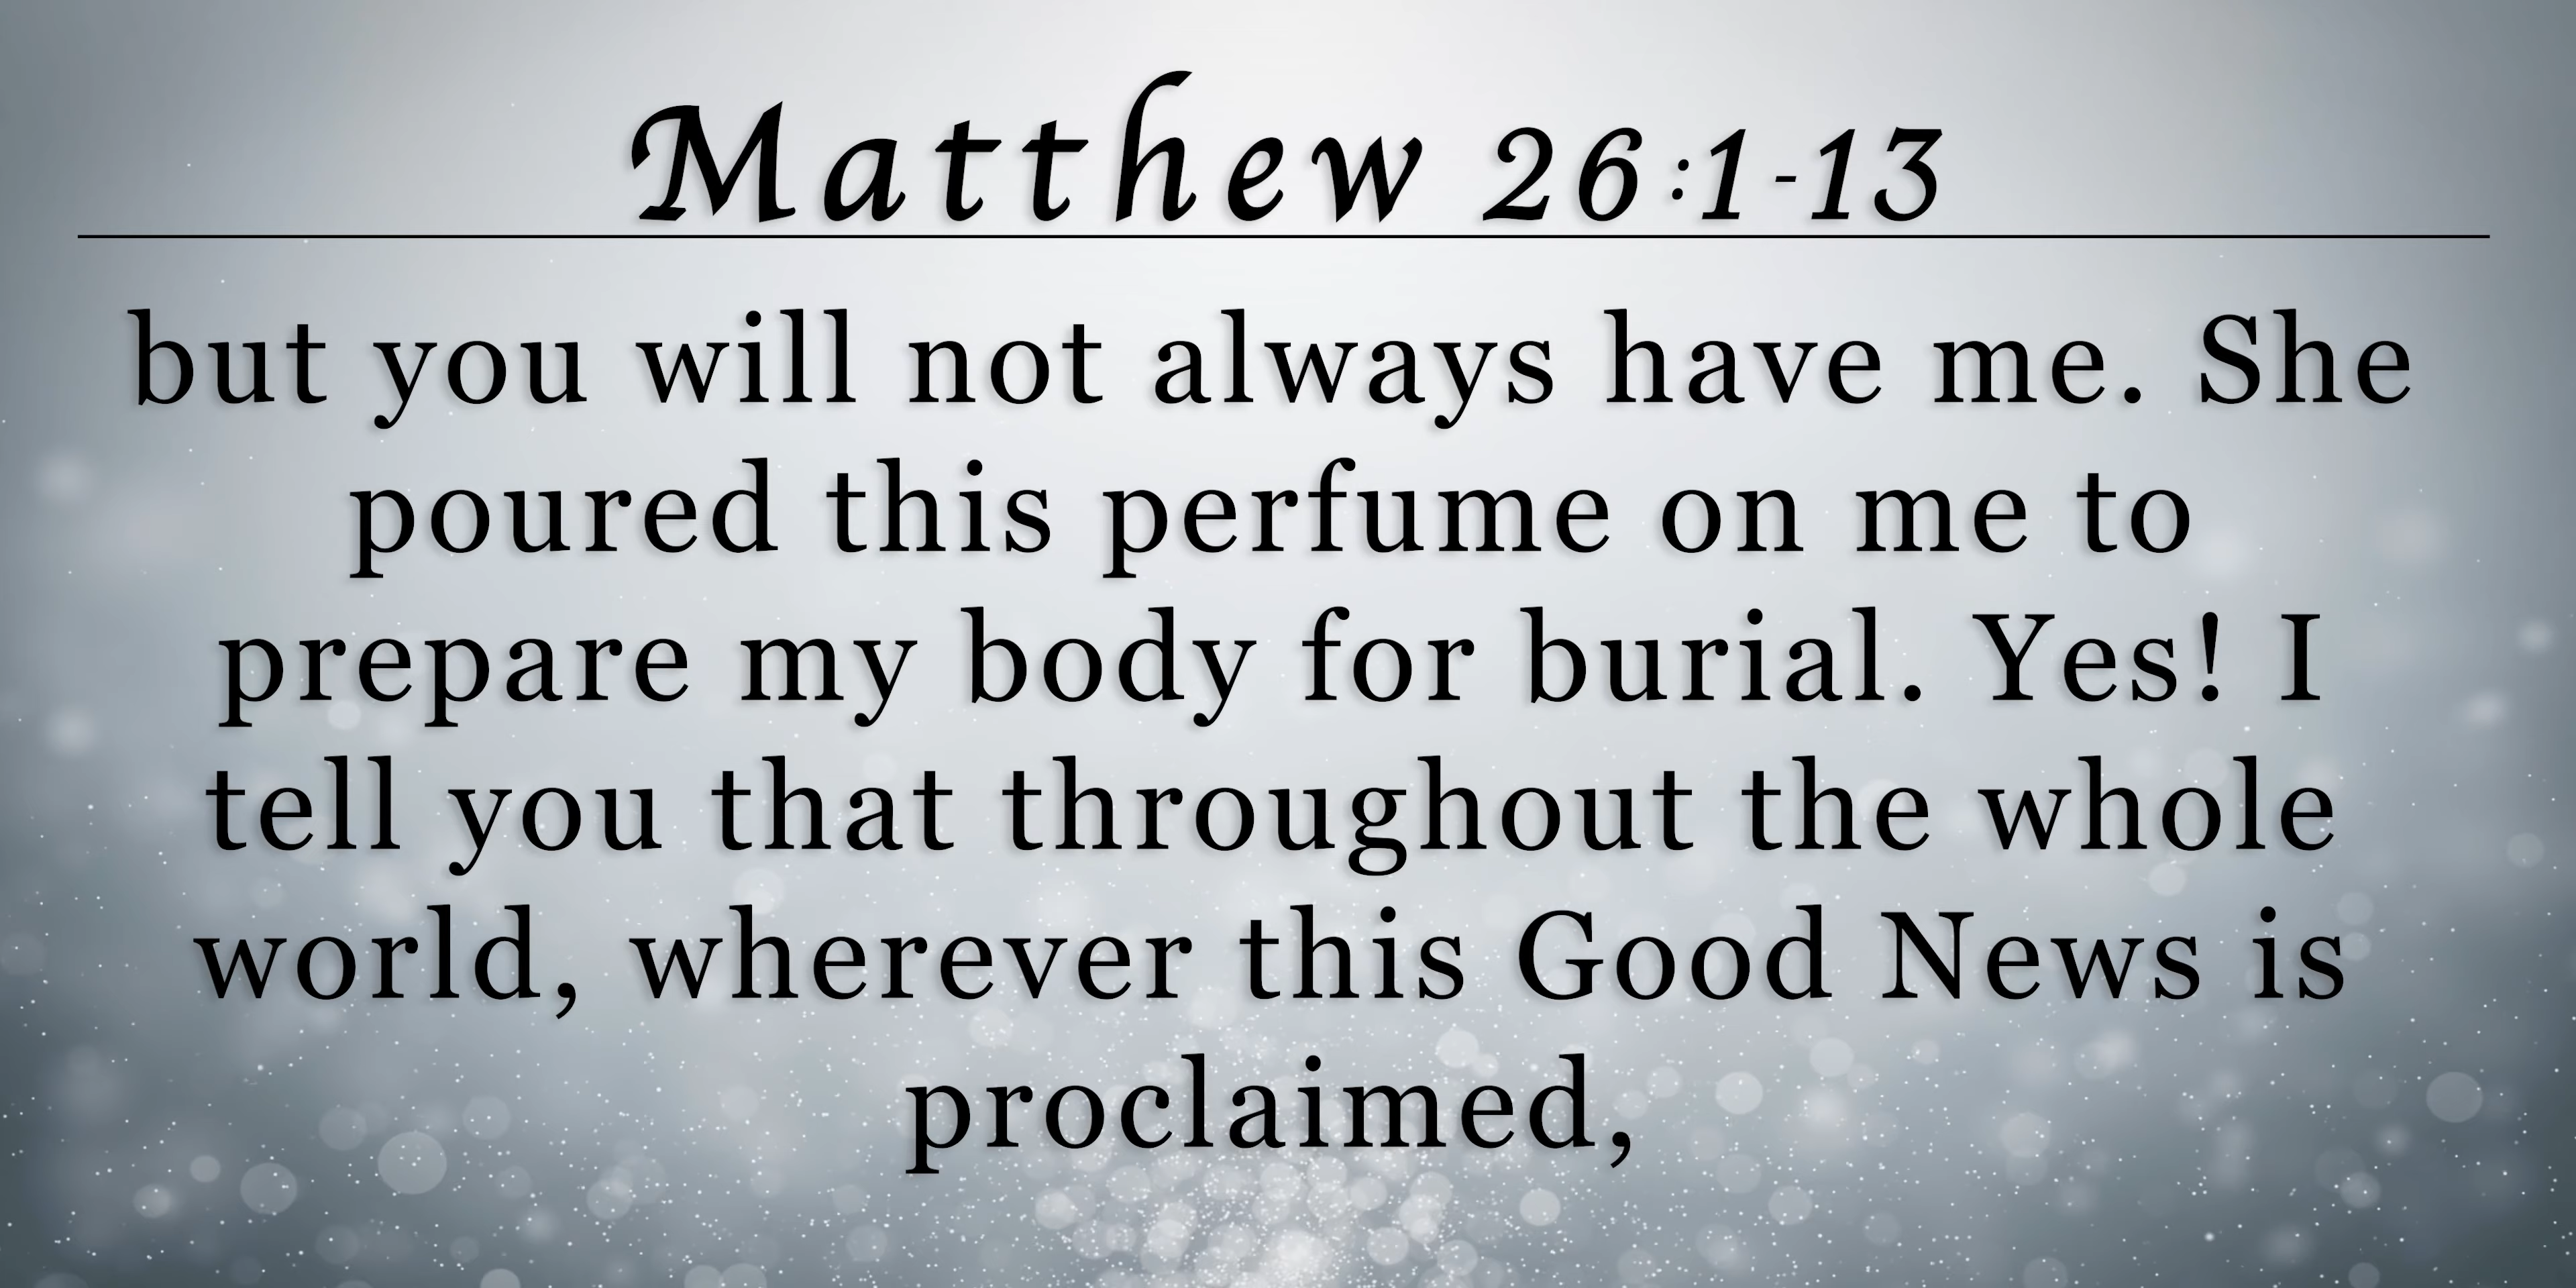 Matthew 26:1-13
but you will not always have me. She
poured this perfume on me to
prepare my body for burial. Yes! I
tell you that throughout the whole
world, wherever this Good News is
proclaimed,